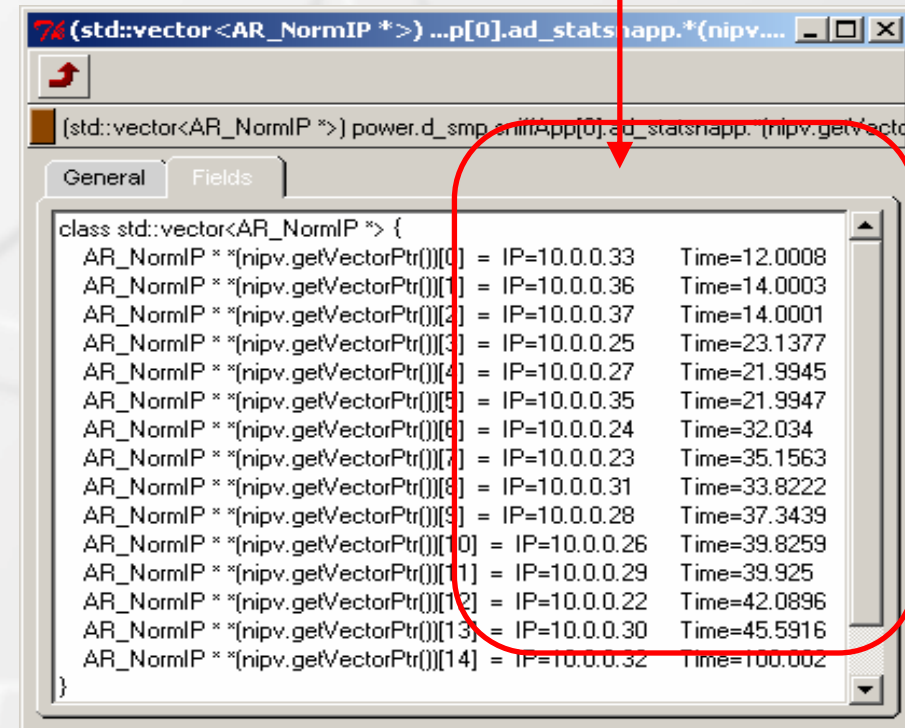 (std::vector<AR_NormIP *>) ...p[0].ad_statsnapp.*(nipv....
(std::vector<AR_NormIP *>) power.d_smp.sniffApp[0].ad_statsnapp.*(nipv.getVecto
General Fields
class std::vector<AR_NormIP *> {
AR_NormIP * *(nipv.getVectorPtr())[0] = IP=10.0.0.33 Time=12.0008
AR_NormIP * *(nipv.getVectorPtr())[1] = IP=10.0.0.36 Time=14.0003
AR_NormIP * *(nipv.getVectorPtr())[2] = IP=10.0.0.37 Time=14.0001
AR_NormIP * *(nipv.getVectorPtr())[3] = IP=10.0.0.25 Time=23.1377
AR_NormIP * *(nipv.getVectorPtr())[4] = IP=10.0.0.27 Time=21.9945
AR_NormIP * *(nipv.getVectorPtr())[5] = IP=10.0.0.35 Time=21.9947
AR_NormIP * *(nipv.getVectorPtr())[6] = IP=10.0.0.24 Time=32.034
AR_NormIP * *(nipv.getVectorPtr())[7] = IP=10.0.0.23 Time=35.1563
AR_NormIP * *(nipv.getVectorPtr())[8] = IP=10.0.0.31 Time=33.8222
AR_NormIP * *(nipv.getVectorPtr())[9] = IP=10.0.0.28 Time=37.3439
AR_NormIP * *(nipv.getVectorPtr())[10] = IP=10.0.0.26 Time=39.8259
AR_NormIP * *(nipv.getVectorPtr())[11] = IP=10.0.0.29 Time=39.925
AR_NormIP * *(nipv.getVectorPtr())[12] = IP=10.0.0.22 Time=42.0896
AR_NormIP * *(nipv.getVectorPtr())[13] = IP=10.0.0.30 Time=45.5916
AR_NormIP * *(nipv.getVectorPtr())[14] = IP=10.0.0.32 Time=100.002
}